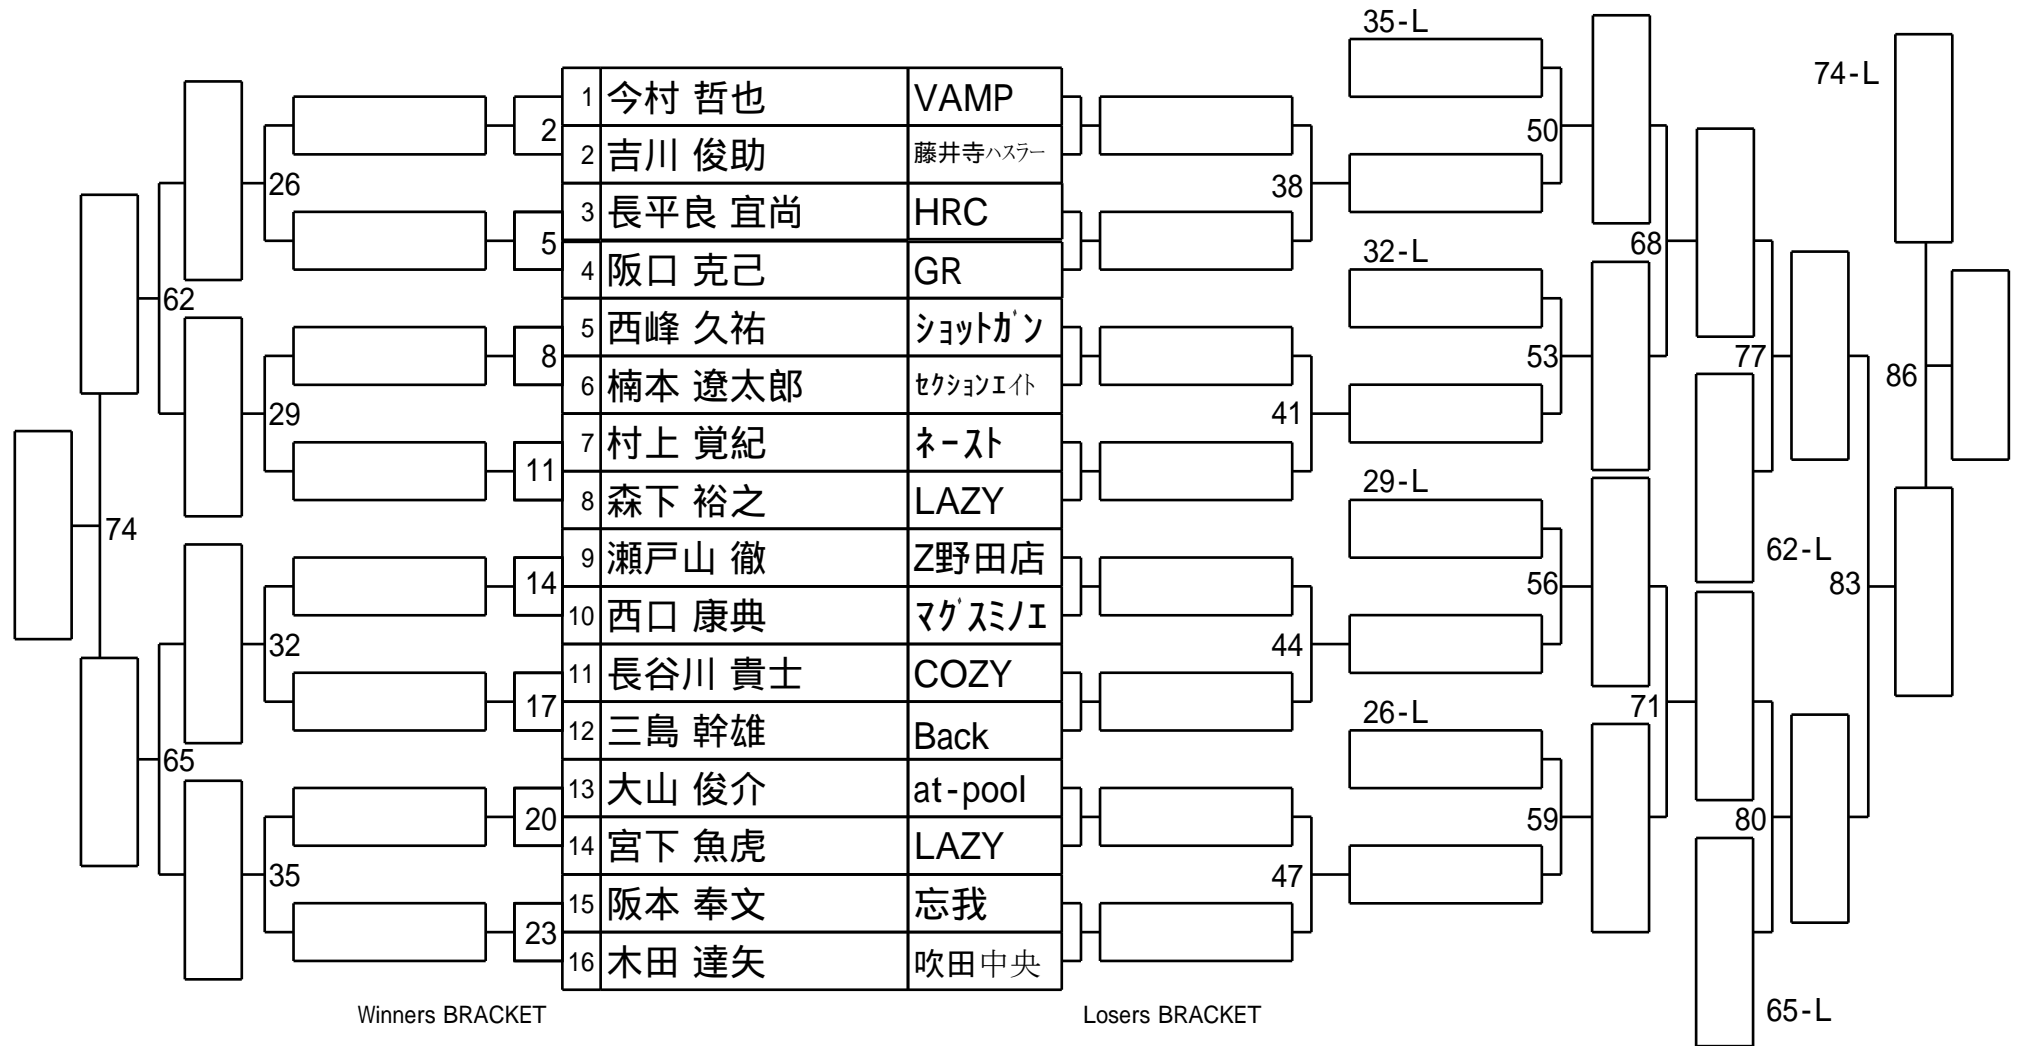 35-L
74-L
1 今村 哲也 VAMP
2
50
2 吉川 俊助 藤井寺ハスラー
26
38
3 長平良 宜尚 HRC
5
68
32-L
4 阪口 克己 GR
62
5 西峰 久祐 ショットガン
8
53
77
86
6 楠本 遼太郎 セクションエイト
29
41
7 村上 覚紀 ネースト
11
29-L
8 森下 裕之 LAZY
74
9 瀬戸山 徹 Z野田店
62-L
14
56
83
10 西口 康典 マグスミノエ
32
44
11 長谷川 貴士 COZY
17
71
26-L
12 三島 幹雄 Back
65
13 大山 俊介 at-pool
20
59
80
14 宮下 魚虎 LAZY
35
47
15 阪本 奉文 忘我
23
16 木田 達矢 吹田中央
Winners BRACKET
Losers BRACKET
65-L